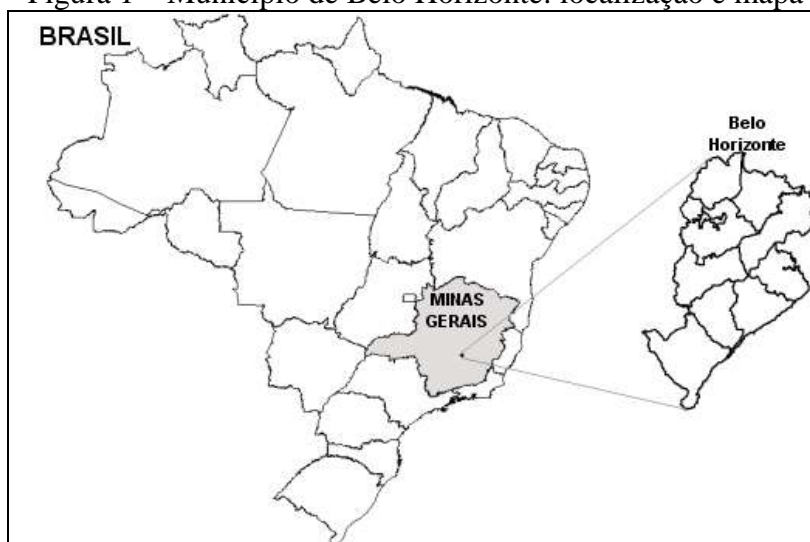 Figura 1 – Município de Belo Horizonte: localização e mapa
BRASIL
Belo
Horizonte
MINAS
GERAIS